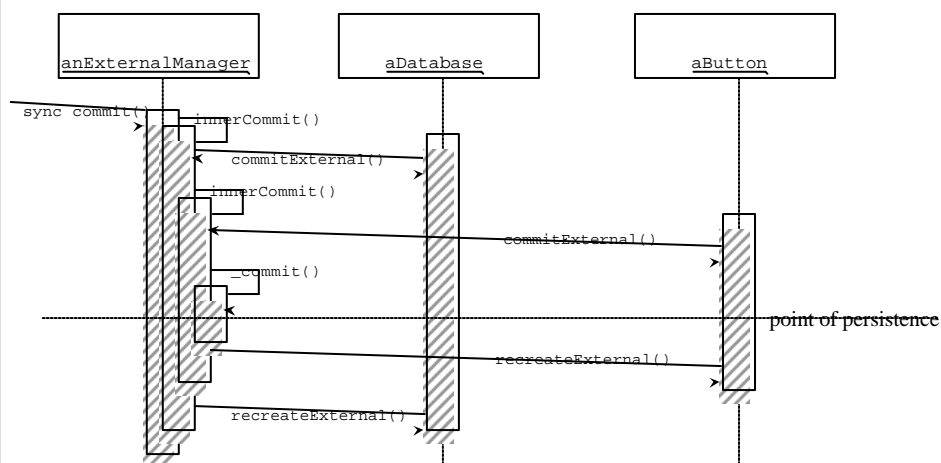 anExternalManager
aDatabase
aButton
sync commit()
innerCommit()
commitExternal()
innerCommit()
commitExternal()
_commit()
point of persistence
recreateExternal()
recreateExternal()